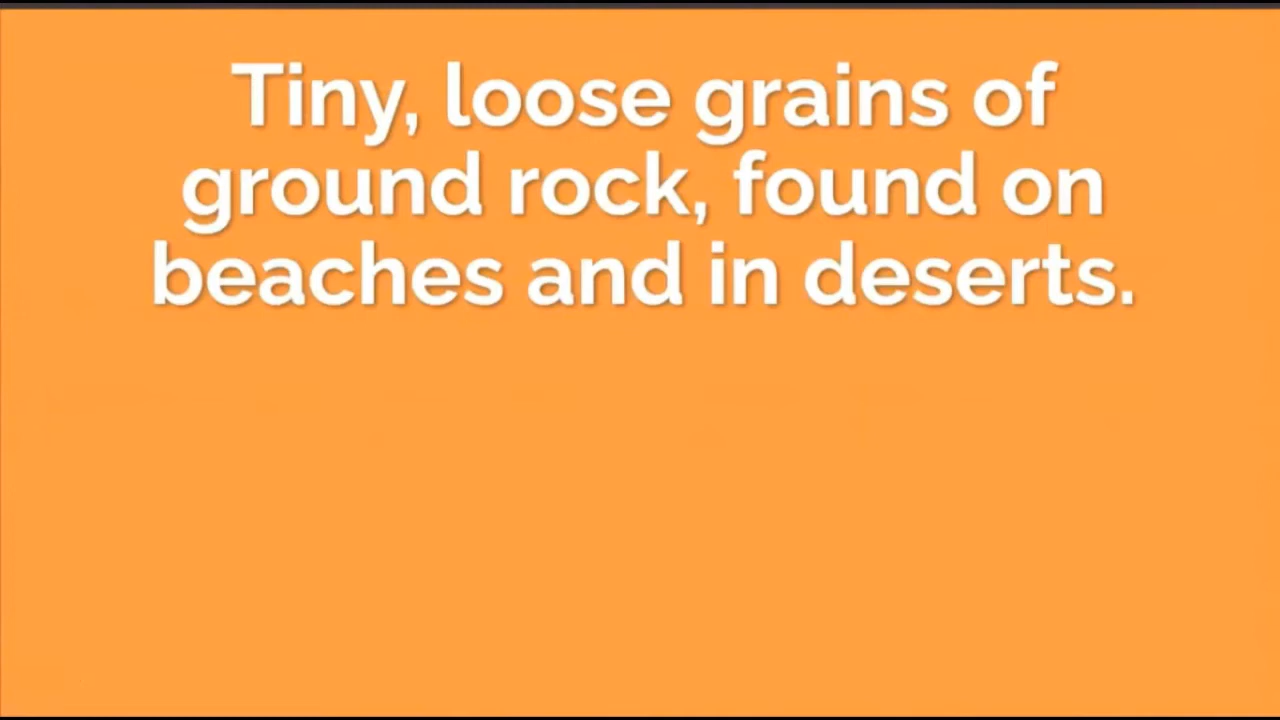 Tiny, loose grains of
ground rock, found on
beaches and in deserts.